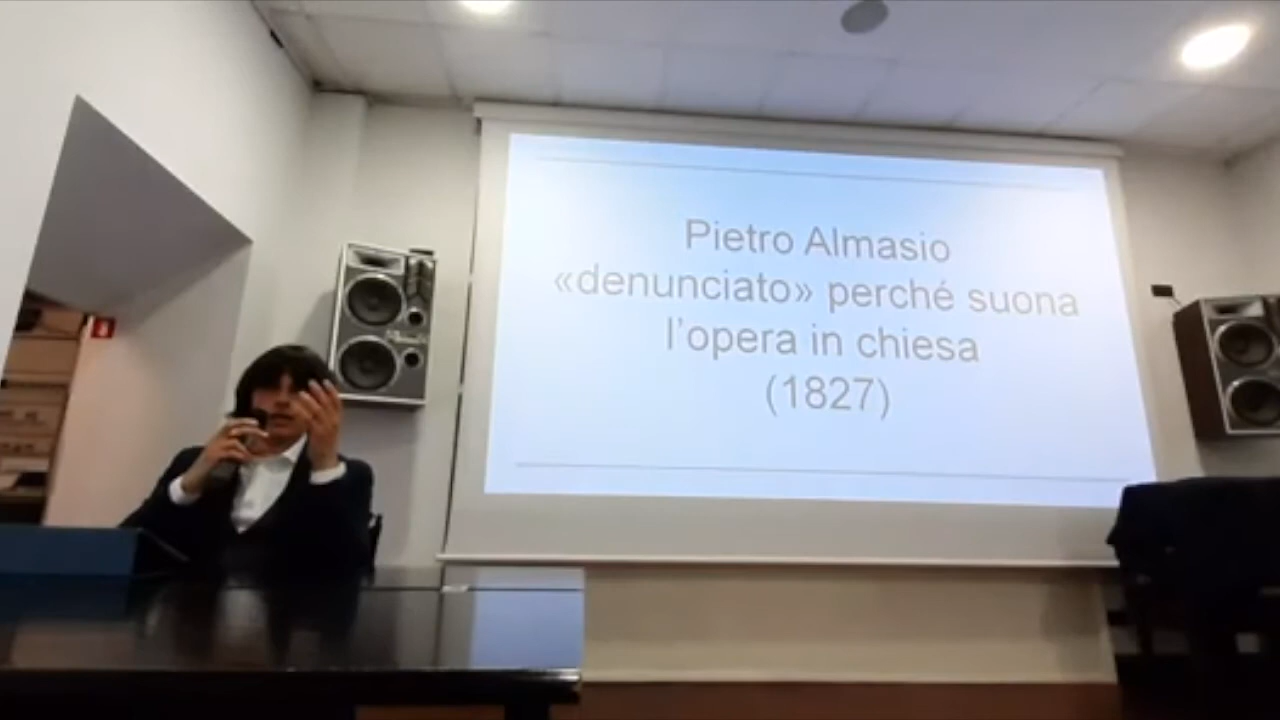 Pietro Almasio
«denunciato» perché suona
l’opera in chiesa
(1827)